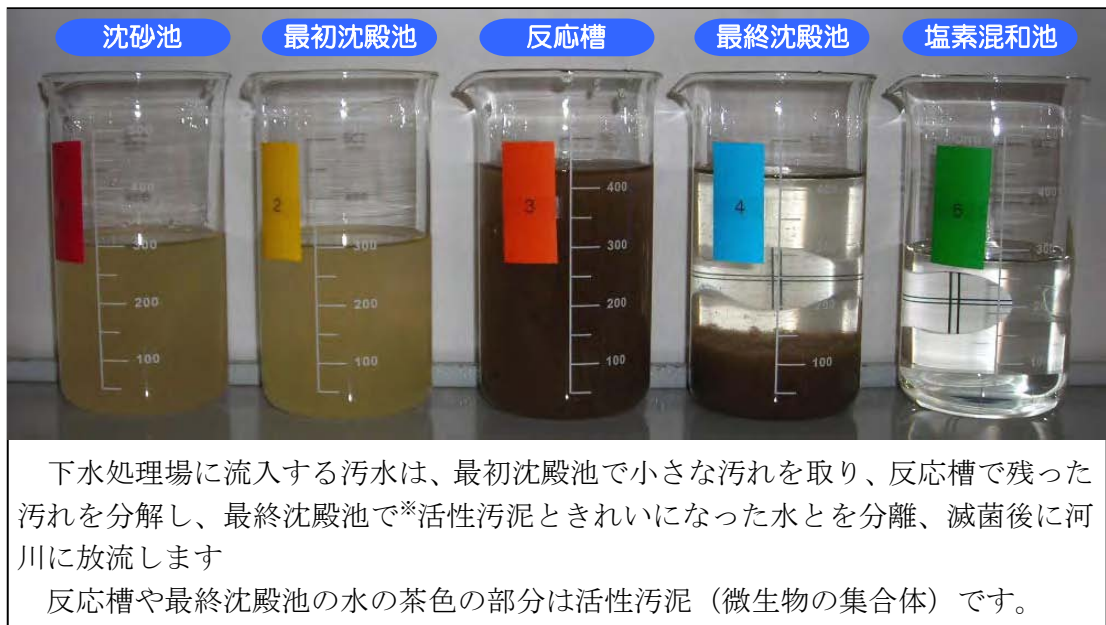 沈砂池
最初沈殿池
反応槽
最終沈殿池
塩素混和池
2
3
4
400
300
200
100
300
200
100
400
300
200
100
400
100
300
下水処理場に流入する汚水は、最初沈殿池で小さな汚れを取り、反応槽で残った
汚れを分解し、最終沈殿池で※活性汚泥ときれいになった水とを分離、滅菌後に河
川に放流します
反応槽や最終沈殿池の水の茶色の部分は活性汚泥（微生物の集合体）です。